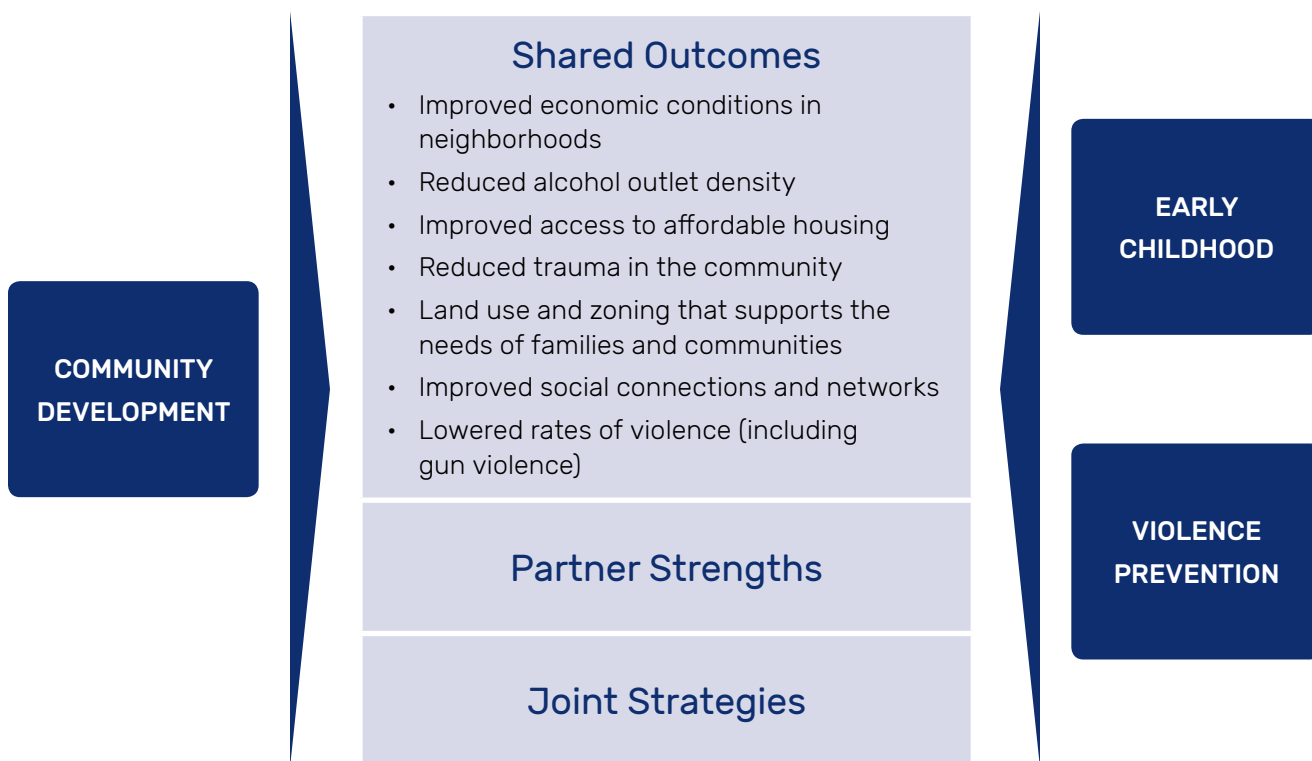 COMMUNITY
DEVELOPMENT
Shared Outcomes
• Improved economic conditions in
neighborhoods
• Reduced alcohol outlet density
• Improved access to affordable housing
• Reduced trauma in the community
• Land use and zoning that supports the
needs of families and communities
• Improved social connections and networks
• Lowered rates of violence (including
gun violence)
Partner Strengths
Joint Strategies
EARLY
CHILDHOOD
VIOLENCE
PREVENTION